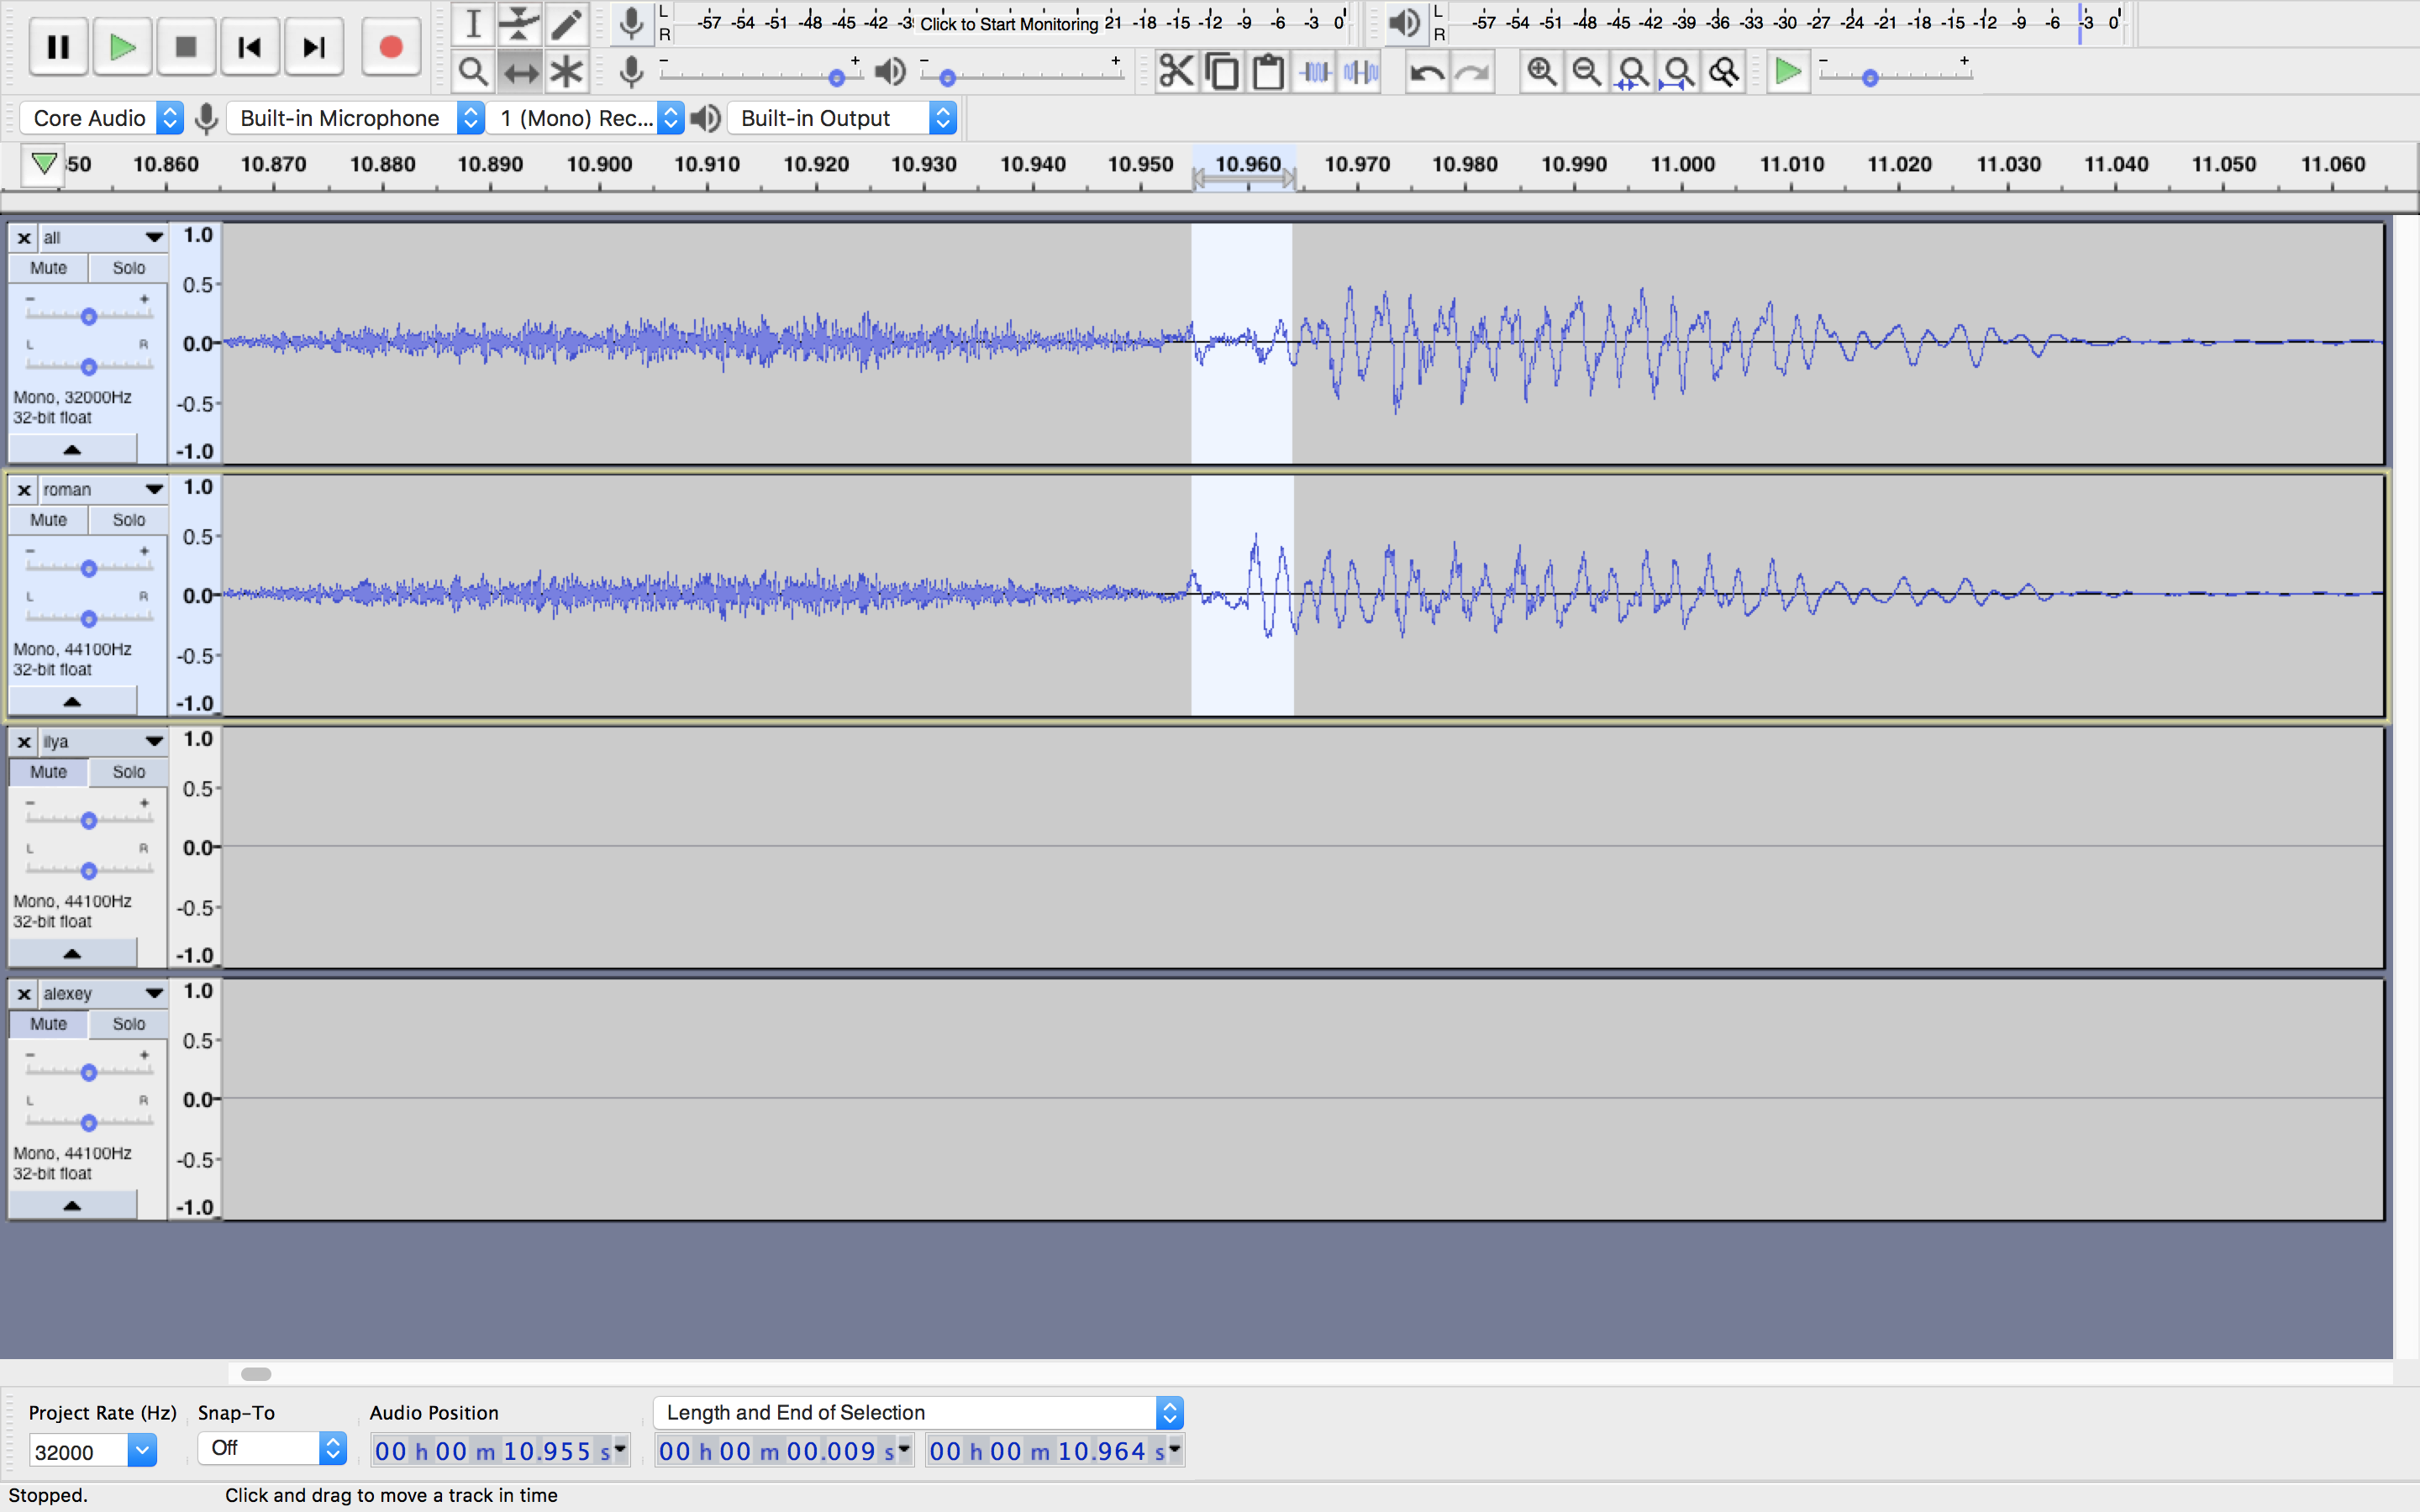 L -57 -54 -51 -48 -45 -42 Click to Start Monitoring 21 -18 -15 -12 -9 -6 -3 0 L -57 -54 -51 -48 -45 -42 -39 -36 -33 -30 -27 -24 -21 -18 -15 -12 -9 -6 -3 0
R R
- + - + - +
Core Audio Built-in Microphone 1 (Mono) Rec... Built-in Output
50 10.860 10.870 10.880 10.890 10.900 10.910 10.920 10.930 10.940 10.950 10.960 10.970 10.980 10.990 11.000 11.010 11.020 11.030 11.040 11.050 11.060
x all 1.0
Mute Solo
0.5
- +
L R 0.0
Mono, 32000Hz
32-bit float -0.5
-1.0
x roman 1.0
Mute Solo
0.5
- +
L R 0.0
Mono, 44100Hz
32-bit float -0.5
-1.0
x ilya 1.0
Mute Solo
0.5
- +
L R 0.0
Mono, 44100Hz
32-bit float -0.5
-1.0
x alexey 1.0
Mute Solo
0.5
- +
L R 0.0
Mono, 44100Hz
32-bit float -0.5
-1.0
Project Rate (Hz) Snap-To Audio Position Length and End of Selection
32000 Off 00 h 00 m 10.955 s 00 h 00 m 00.009 s 00 h 00 m 10.964 s
Stopped. Click and drag to move a track in time